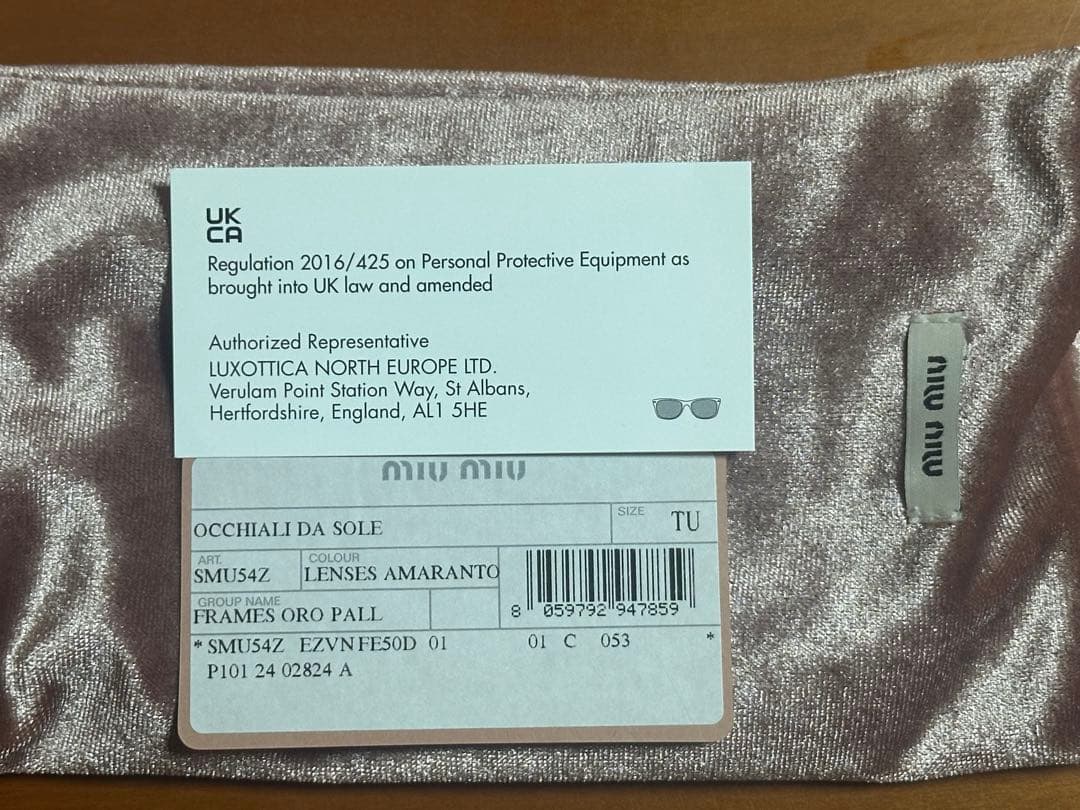 UK
CA
Regulation 2016/425 on Personal Protective Equipment as
brought into UK law and amended
Authorized Representative
LUXOTTICA NORTH EUROPE LTD.
Verulam Point Station Way, St Albans,
Hertfordshire, England, AL1 5HE
miu miu
OCCHIALI DA SOLE
SIZE TU
ART. COLOUR
SMU54Z LENSES AMARANTO
GROUP NAME
FRAMES ORO PALL
8 059792 947859
* SMU54Z EZVN FE50D 01 01 C 053 *
P101 24 02824 A
miu miu